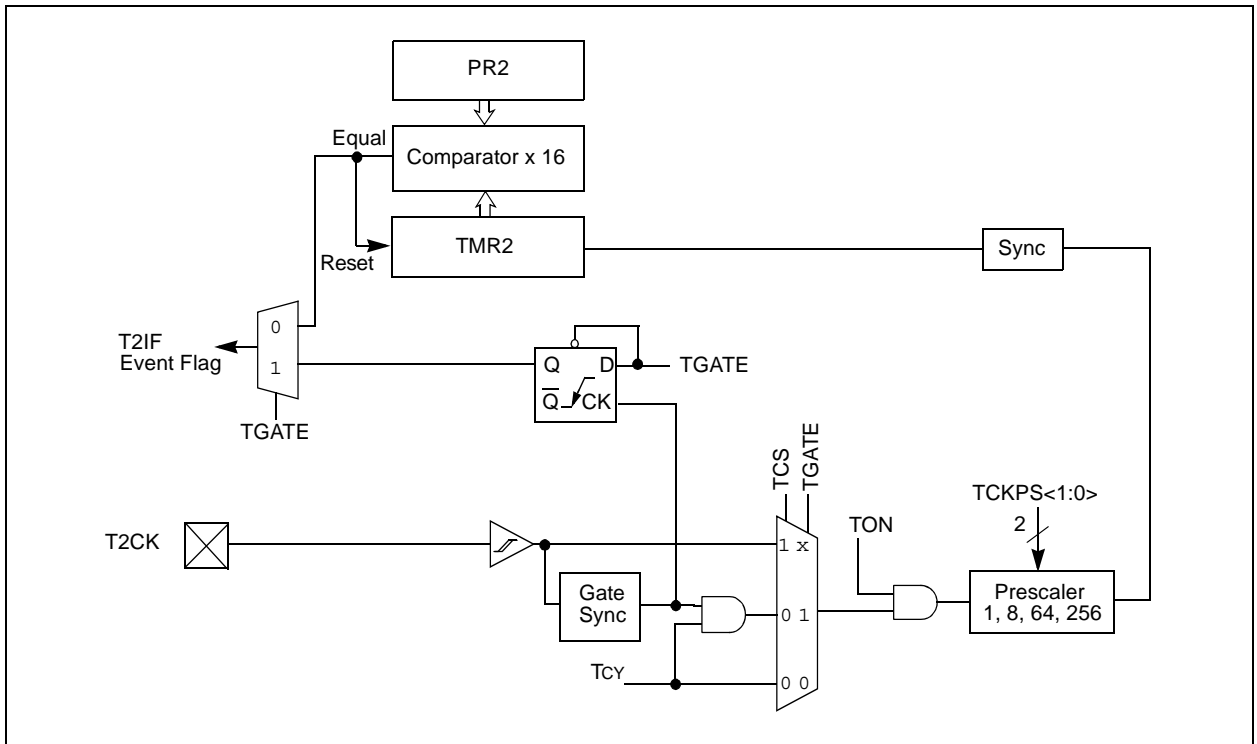 PR2
Equal
Comparator x 16
TMR2
Reset
Sync
0
T2IF
Event Flag
1
Q
D
TGATE
Q̅
CK
TGATE
TCS
TGATE
TCKPS<1:0>
2
TON
T2CK
1 x
Gate
Sync
0 1
Prescaler
1, 8, 64, 256
TCY
0 0